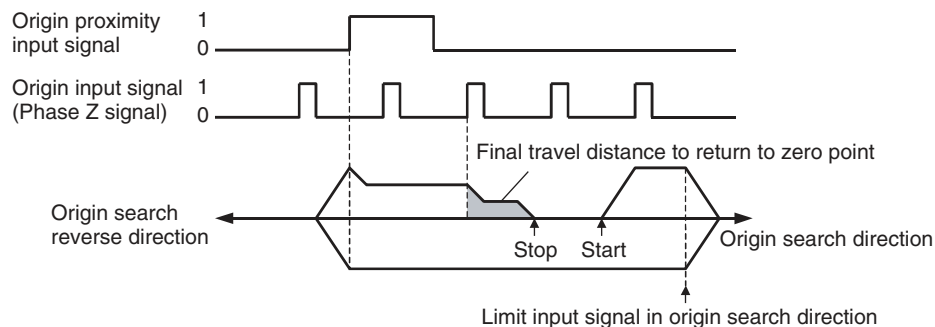 Origin proximity
input signal
1
0
Origin input signal
(Phase Z signal)
1
0
Final travel distance to return to zero point
Origin search
reverse direction
Stop
Start
Origin search direction
Limit input signal in origin search direction